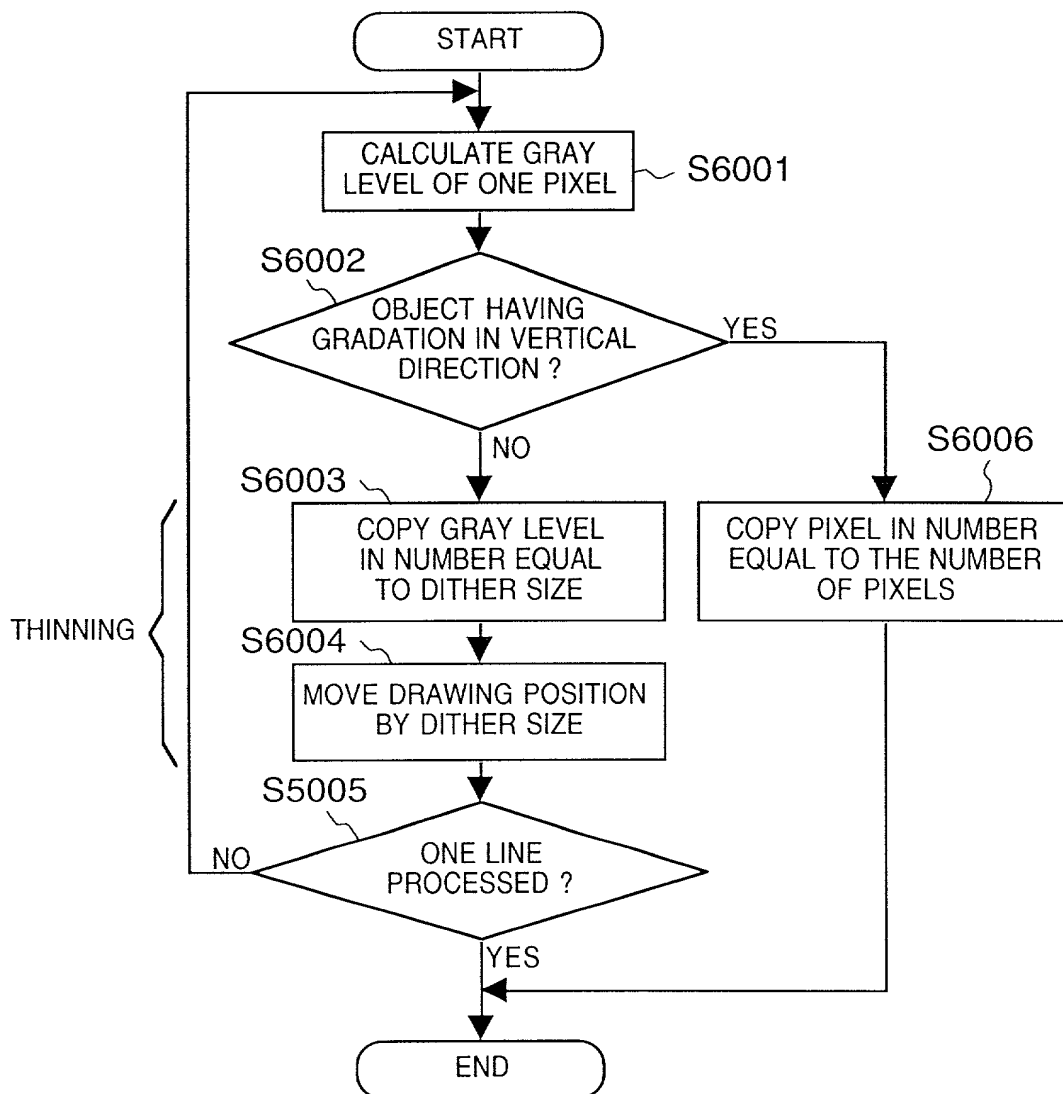 START
CALCULATE GRAY
LEVEL OF ONE PIXEL
S6001
S6002
OBJECT HAVING
GRADATION IN VERTICAL
DIRECTION ?
YES
NO
S6003
S6006
COPY GRAY LEVEL
IN NUMBER EQUAL
TO DITHER SIZE
COPY PIXEL IN NUMBER
EQUAL TO THE NUMBER
OF PIXELS
THINNING
S6004
MOVE DRAWING POSITION
BY DITHER SIZE
S5005
NO
ONE LINE
PROCESSED ?
YES
END